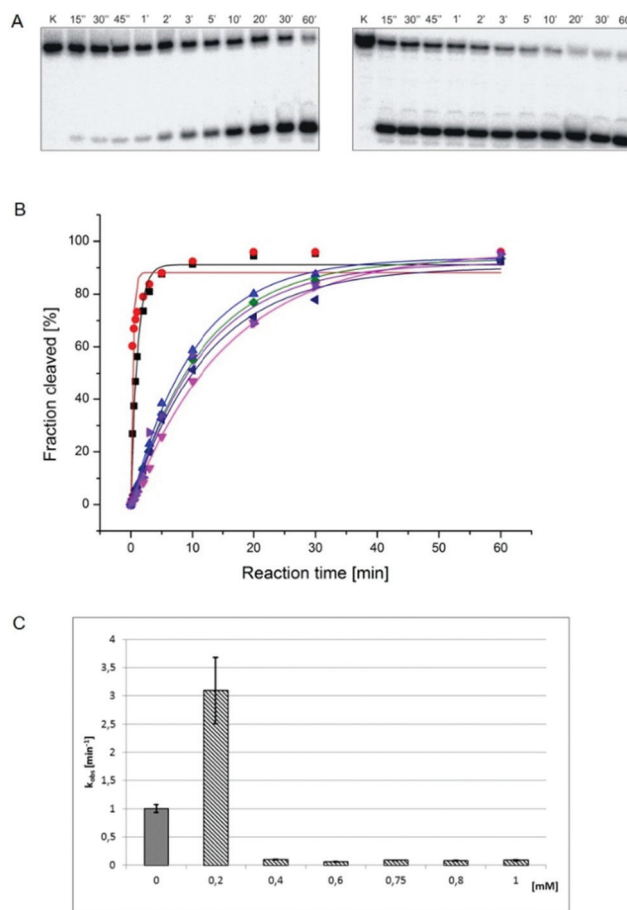 A
K 15" 30" 45" 1' 2' 3' 5' 10' 20' 30' 60'
K 15" 30" 45" 1' 2' 3' 5' 10' 20' 30' 60
B
Fraction cleaved [%]
100
80
60
40
20
0
0 10 20 30 40 50 60
Reaction time [min]
C
kobs [min-1]
4
3,5
3
2,5
2
1,5
1
0,5
0
0 0,2 0,4 0,6 0,75 0,8 1 [mM]